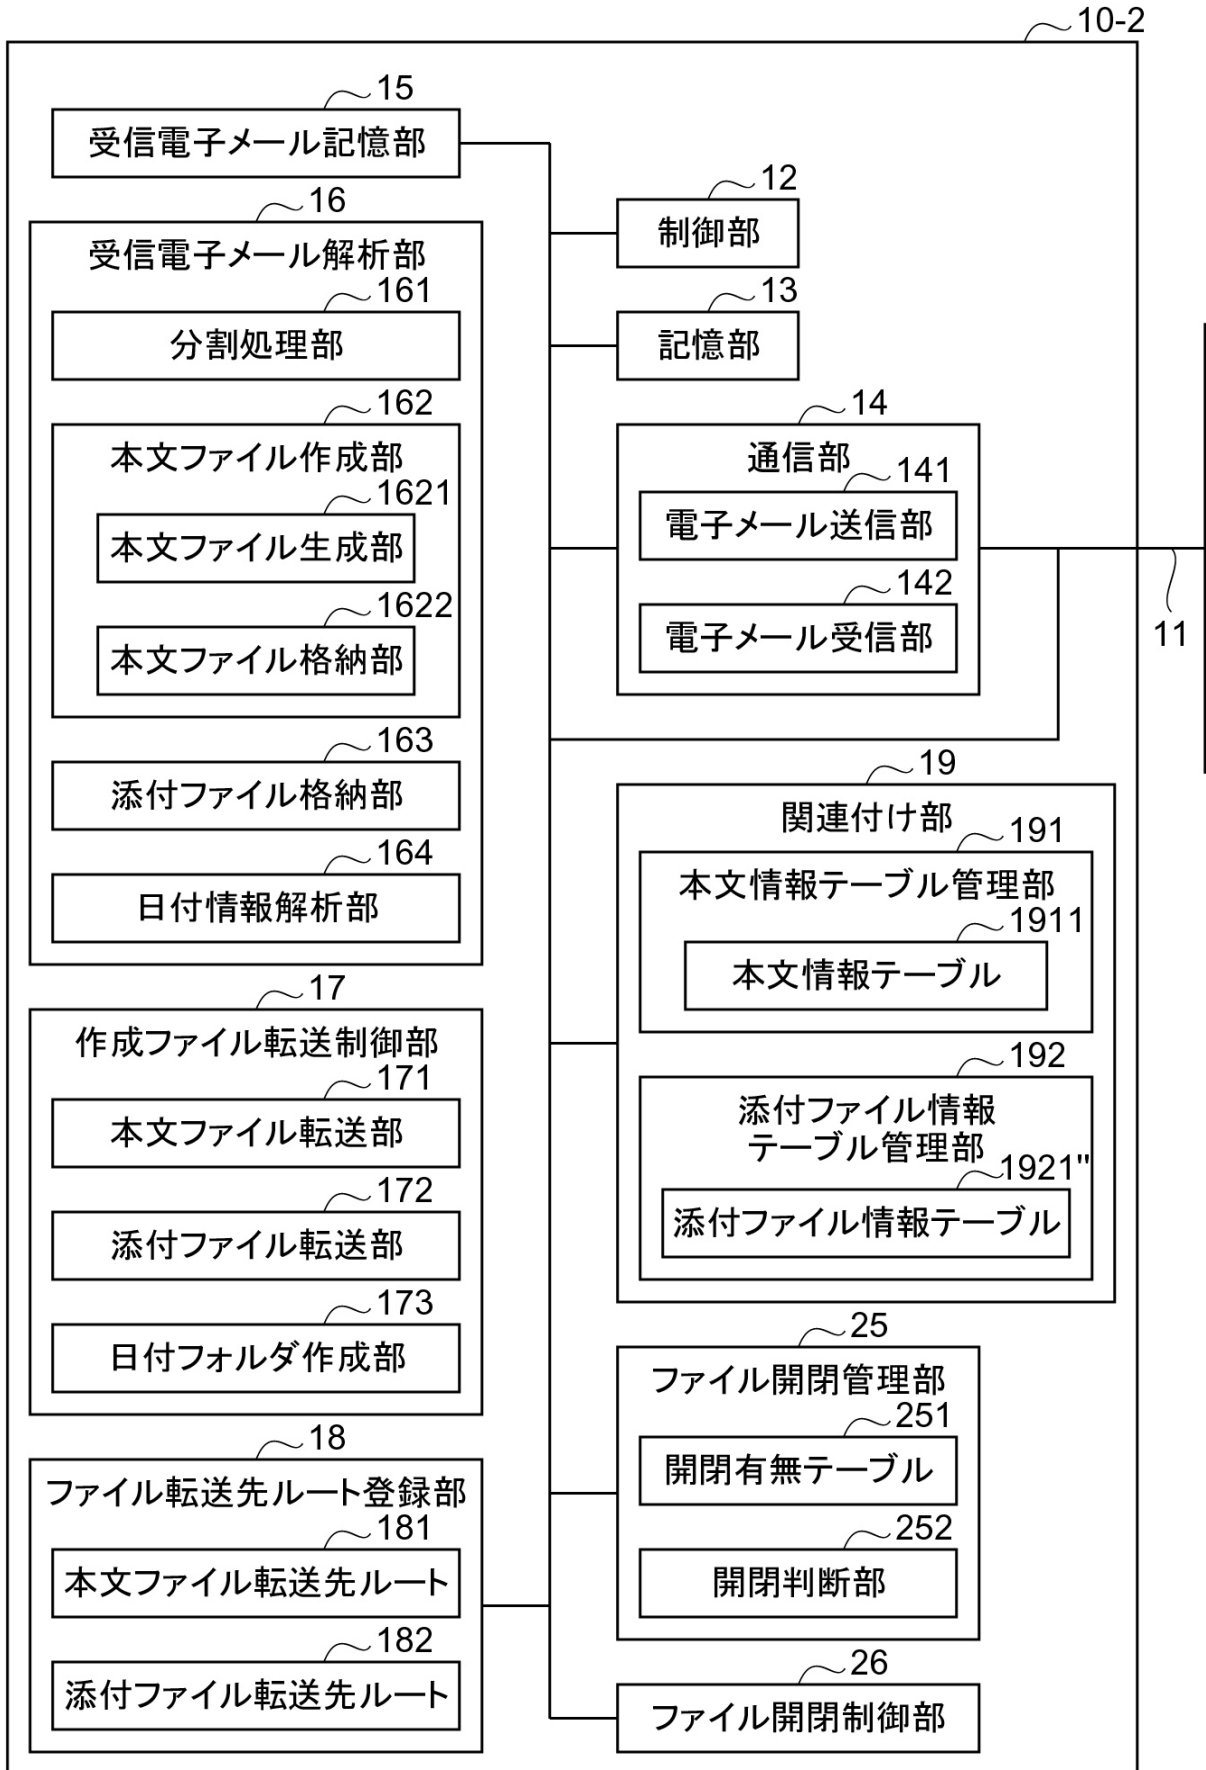 10-2
15
受信電子メール記憶部
16
受信電子メール解析部
161
分割処理部
162
本文ファイル作成部
1621
本文ファイル生成部
1622
本文ファイル格納部
163
添付ファイル格納部
164
日付情報解析部
17
作成ファイル転送制御部
171
本文ファイル転送部
172
添付ファイル転送部
173
日付フォルダ作成部
18
ファイル転送先ルート登録部
181
本文ファイル転送先ルート
182
添付ファイル転送先ルート
12
制御部
13
記憶部
14
通信部
141
電子メール送信部
142
電子メール受信部
11
19
関連付け部
191
本文情報テーブル管理部
1911
本文情報テーブル
192
添付ファイル情報
テーブル管理部
1921"
添付ファイル情報テーブル
25
ファイル開閉管理部
251
開閉有無テーブル
252
開閉判断部
26
ファイル開閉制御部